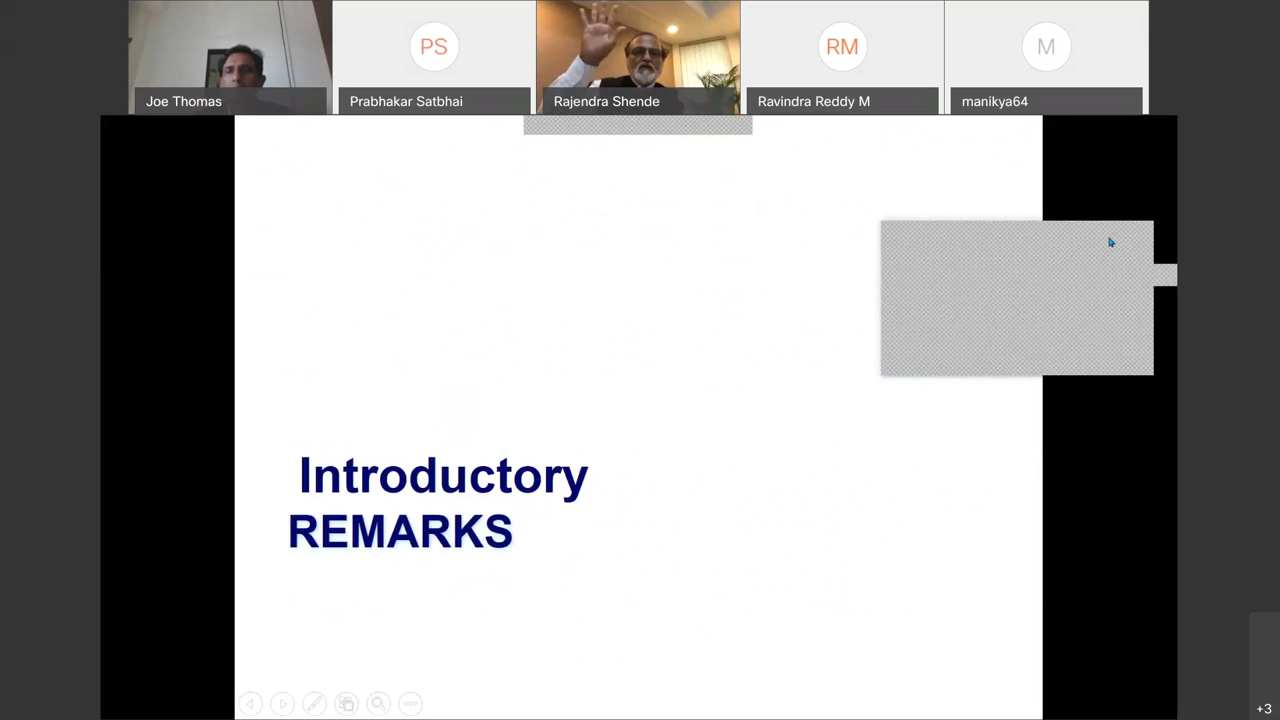 PS
RM
M
Joe Thomas
Prabhakar Satbhai
Rajendra Shende
Ravindra Reddy M
manikya64
Introductory
REMARKS
+3